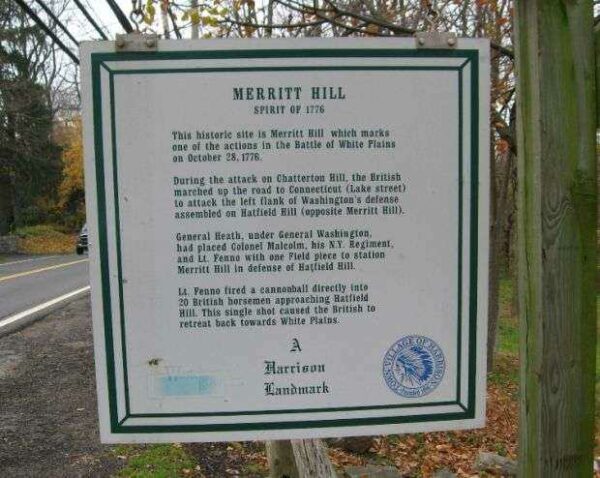 MERRITT HILL
SPIRIT OF 1776
This historic site is Merritt Hill which marks
one of the actions in the Battle of White Plains
on October 28, 1776.
During the attack on Chatterton Hill, the British
marched up the road to Connecticut (Lake street)
to attack the left flank of Washington's defense
assembled on Hatfield Hill (opposite Merritt Hill).
General Heath, under General Washington,
had placed Colonel Malcolm, his N.Y. Regiment,
and Lt. Fenno with one Field piece to station
Merritt Hill in defense of Hatfield Hill.
Lt. Fenno fired a cannonball directly into
20 British horsemen approaching Hatfield
Hill. This single shot caused the British to
retreat back towards White Plains.
A
Harrison
Landmark
TOWN-VILLAGE OF HARRISON